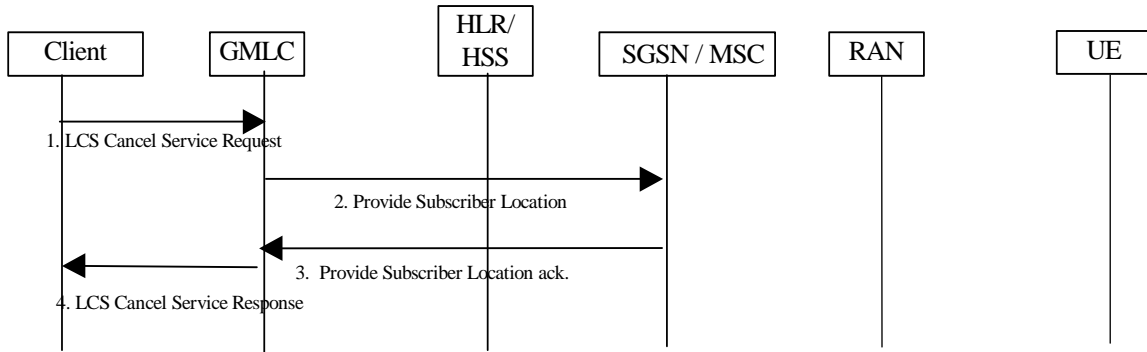 Client
GMLC
HLR/
HSS
SGSN / MSC
RAN
UE
1. LCS Cancel Service Request
2. Provide Subscriber Location
3. Provide Subscriber Location ack.
4. LCS Cancel Service Response